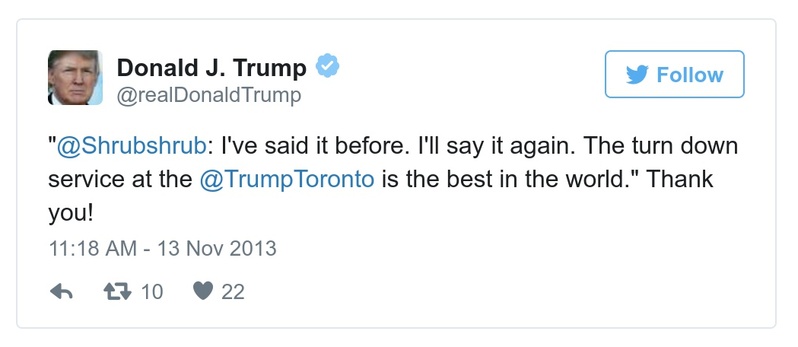 Donald J. Trump
@realDonaldTrump
Follow
"@Shrubshrub: I've said it before. I'll say it again. The turn down
service at the @TrumpToronto is the best in the world." Thank
you!
11:18 AM - 13 Nov 2013
10 22